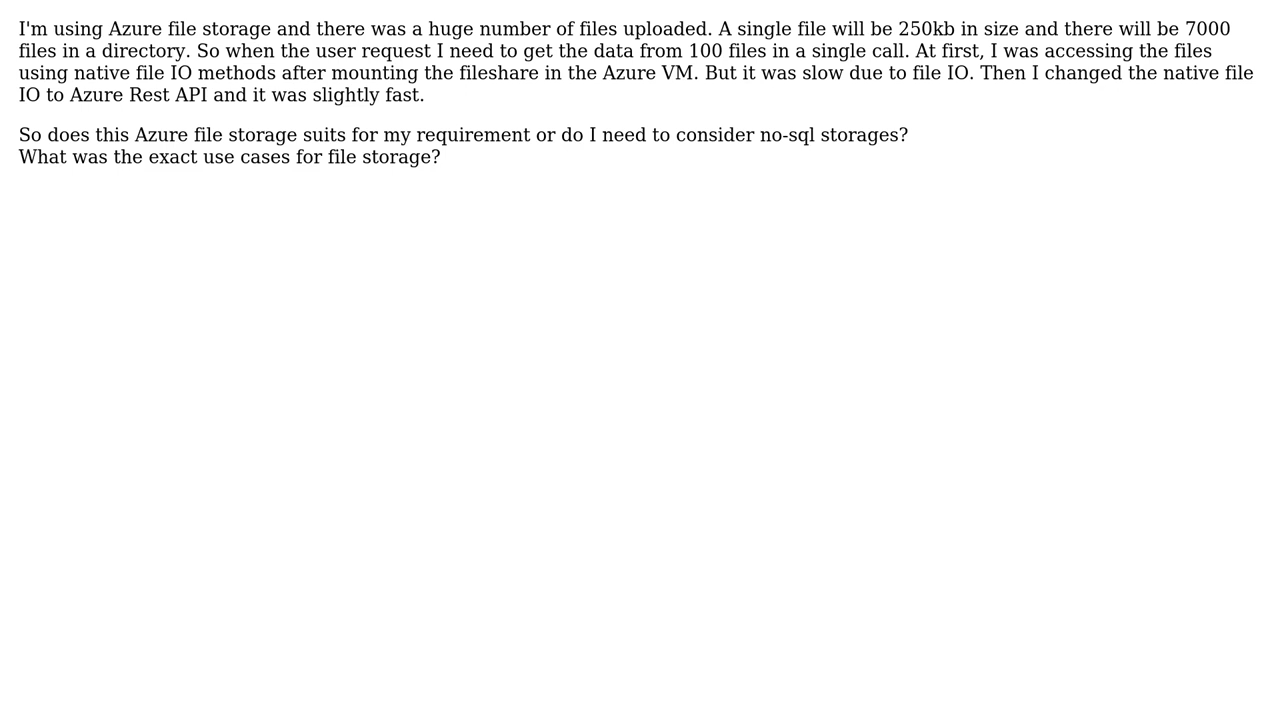 I'm using Azure file storage and there was a huge number of files uploaded. A single file will be 250kb in size and there will be 7000
files in a directory. So when the user request I need to get the data from 100 files in a single call. At first, I was accessing the files
using native file IO methods after mounting the fileshare in the Azure VM. But it was slow due to file IO. Then I changed the native file
IO to Azure Rest API and it was slightly fast.
So does this Azure file storage suits for my requirement or do I need to consider no-sql storages?
What was the exact use cases for file storage?